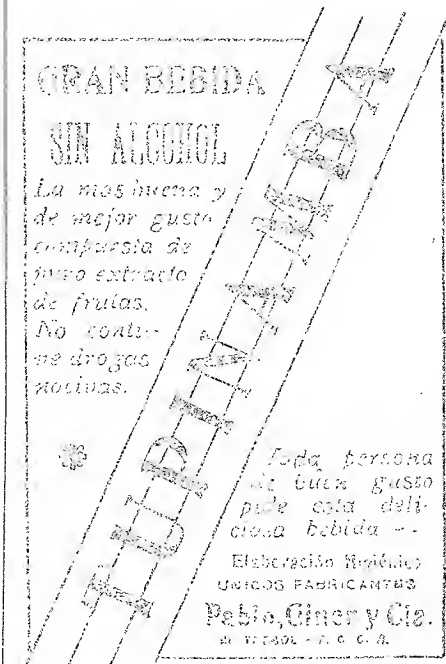 GRAN BEBIDA
SIN ALCOHOL
La mas buena y
de mejor gusto
compuesta de
puro extracto
de frutas.
No contie-
ne drogas
nocivas.
Toda persona
de buen gusto
pide esta deli-
ciosa bebida - -
Elaboración Higiénica
UNICOS FABRICANTES
Pablo, Giner y Cia.
F. C. C. A.